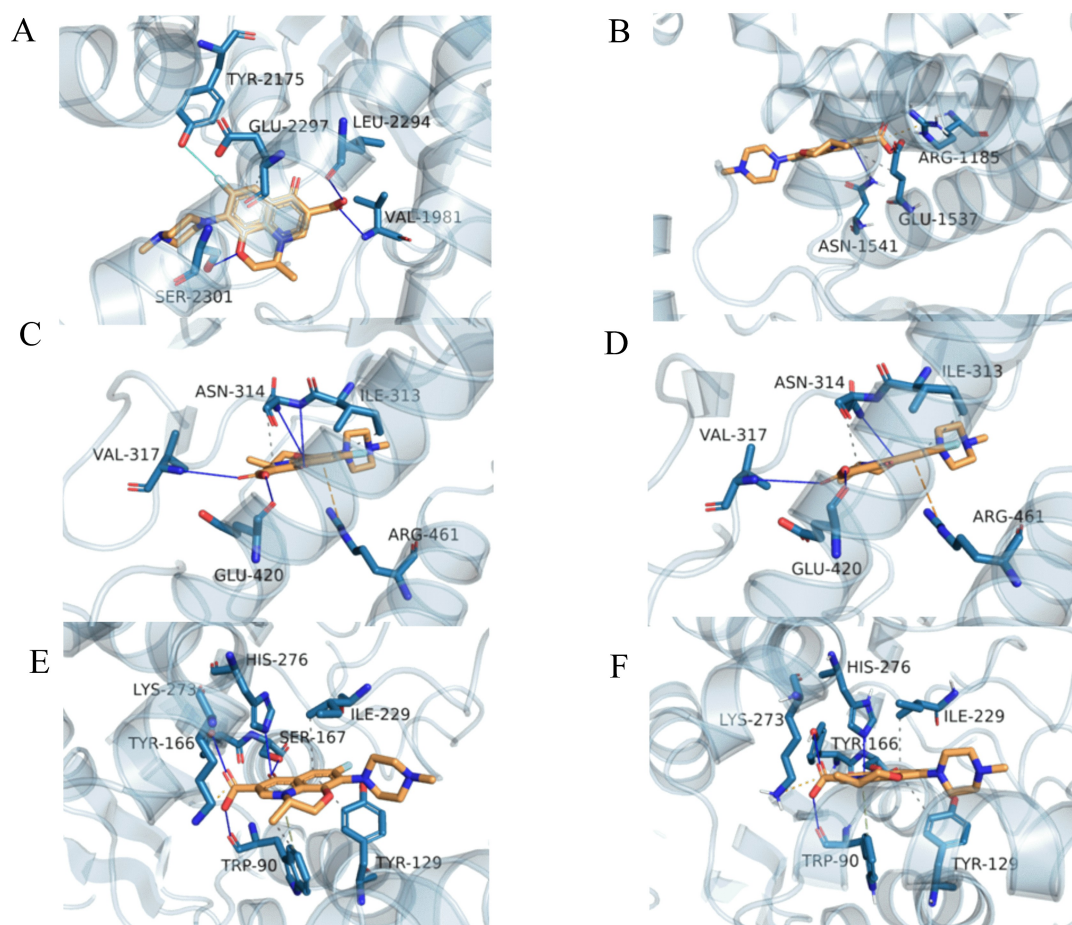 A
TYR-2175
GLU-2297
LEU-2294
VAL-1981
SER-2301
B
ARG-1185
GLU-1537
ASN-1541
C
ASN-314
ILE-313
VAL-317
ARG-461
GLU-420
D
ILE-313
ASN-314
VAL-317
ARG-461
GLU-420
E
HIS-276
LYS-273
ILE-229
TYR-166
SER-167
TRP-90
TYR-129
F
HIS-276
LYS-273
ILE-229
TYR-166
TRP-90
TYR-129